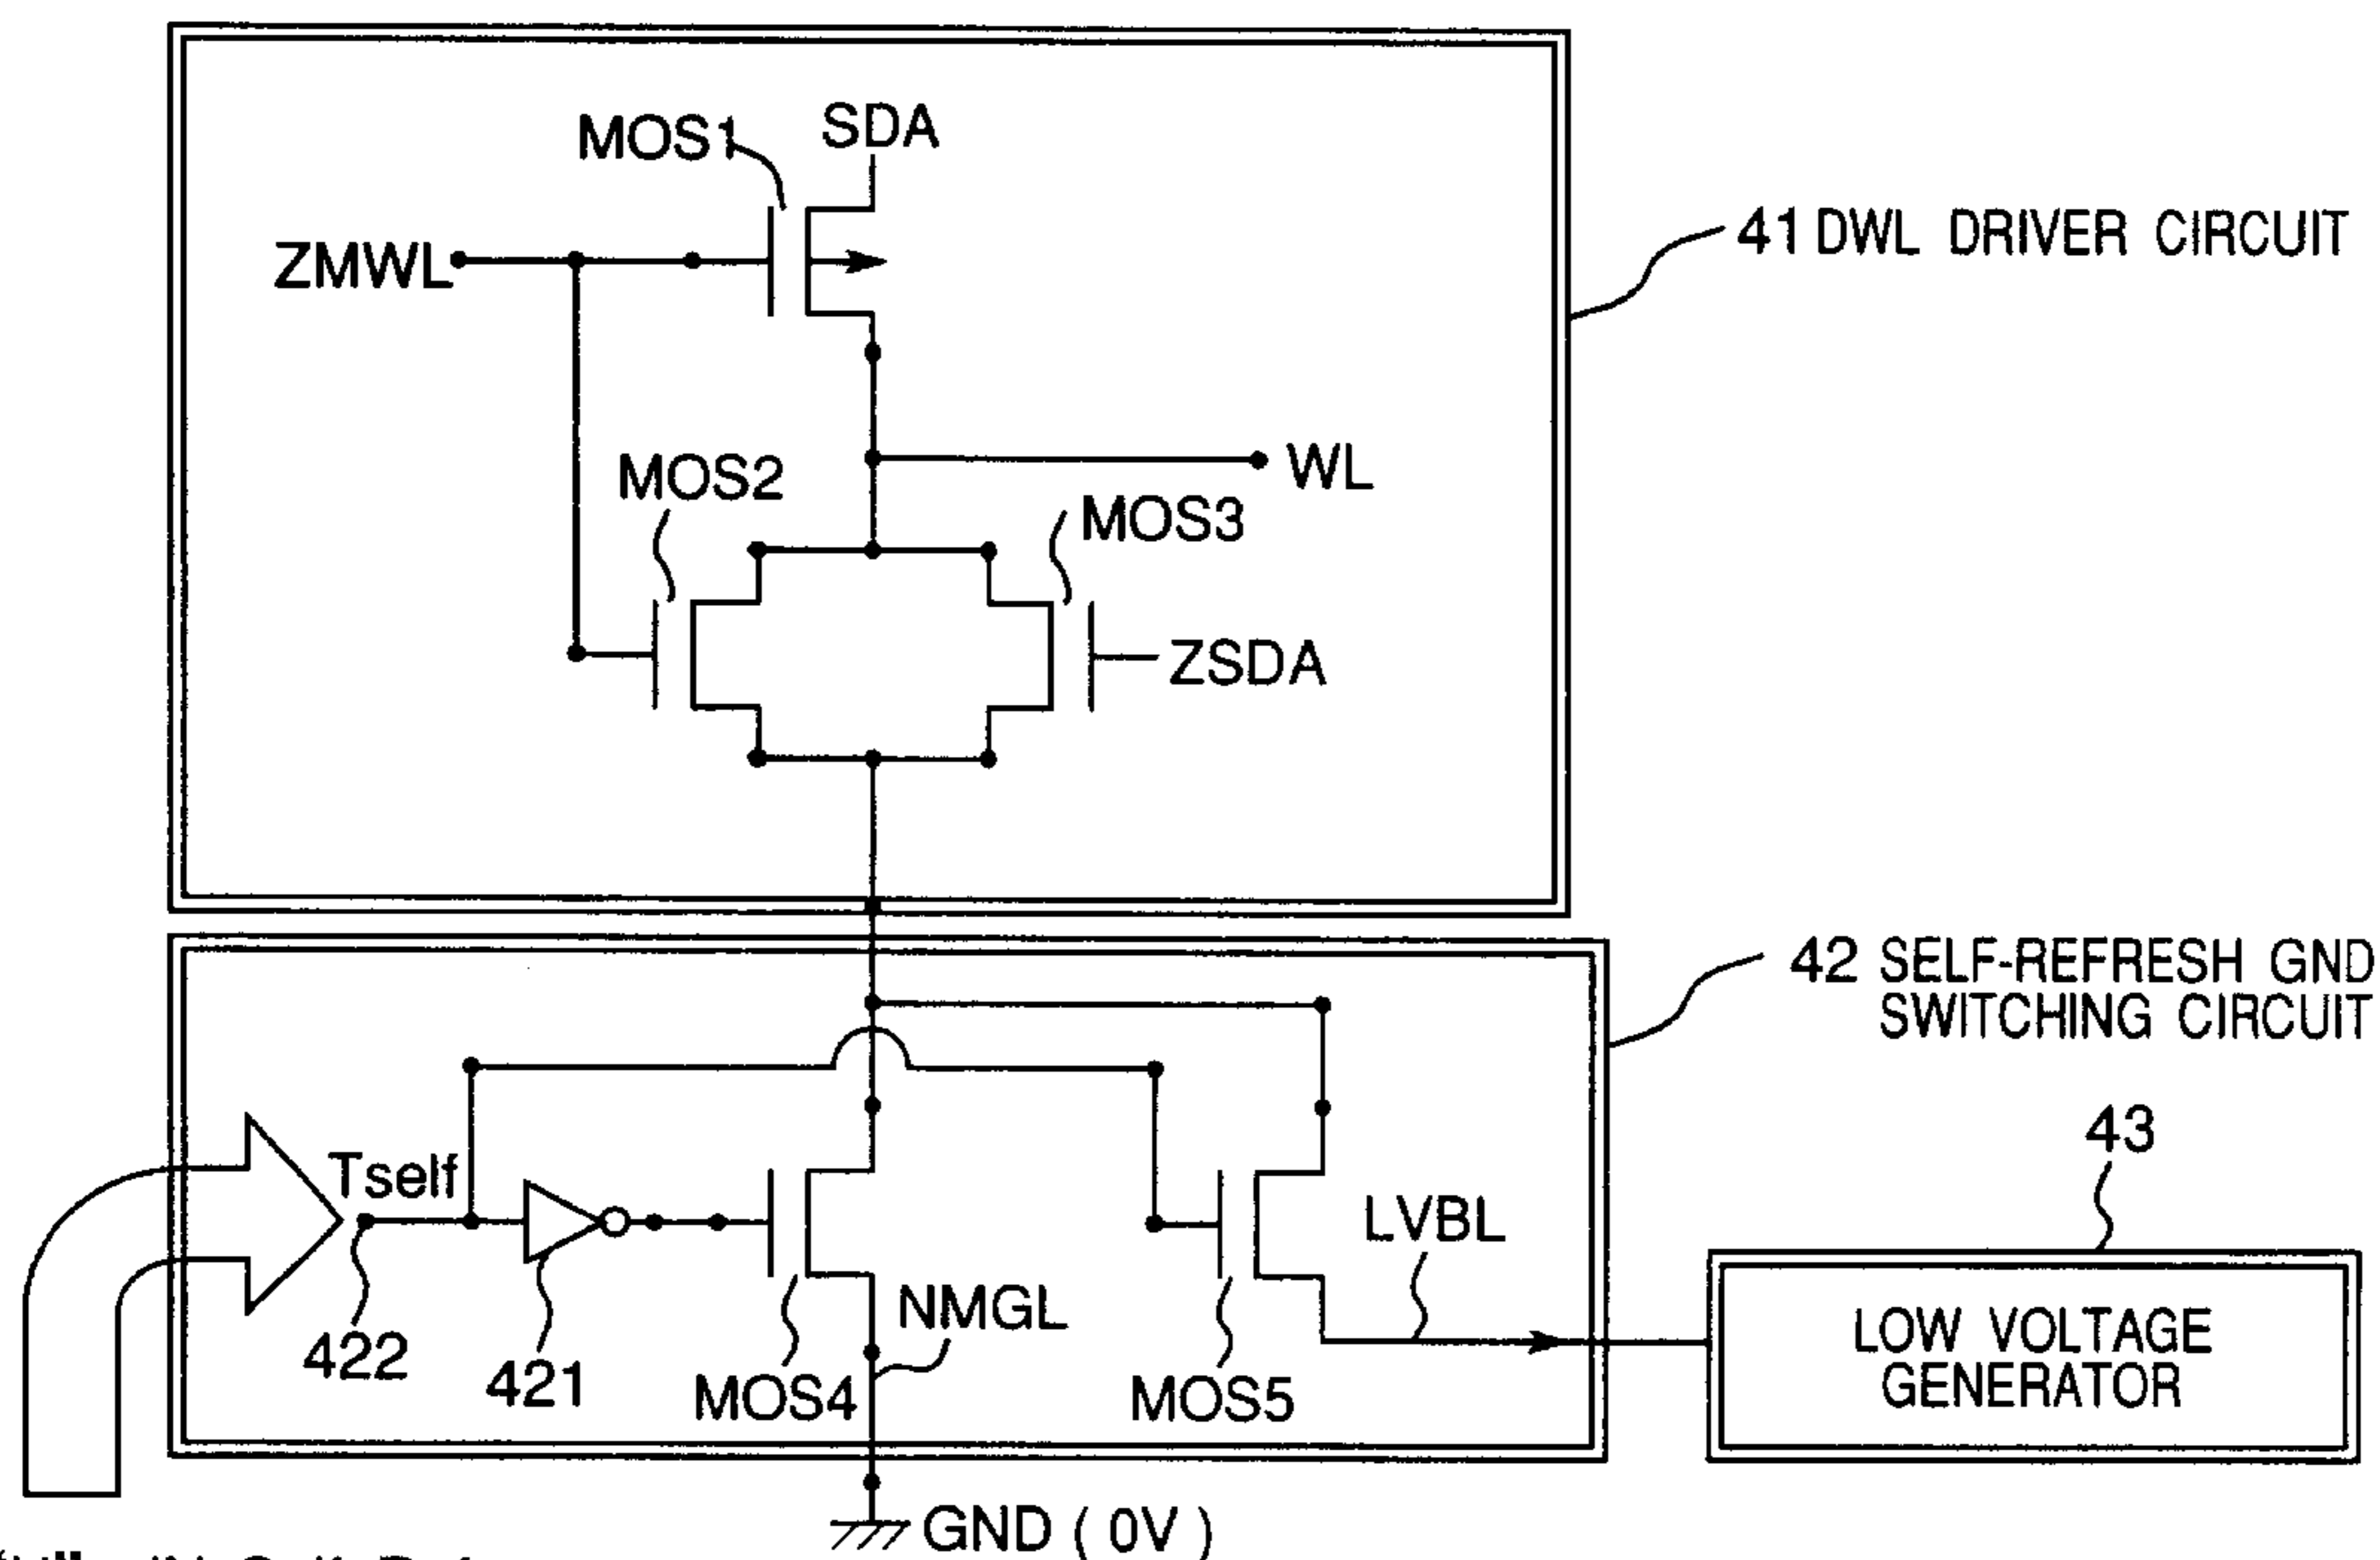 SDA
MOS1
ZMWL
41 DWL DRIVER CIRCUIT
WL
MOS2
MOS3
ZSDA
42 SELF-REFRESH GND
SWITCHING CIRCUIT
43
Tself
LVBL
LOW VOLTAGE
GENERATOR
NMGL
422
421
MOS4
MOS5
GND ( 0V )